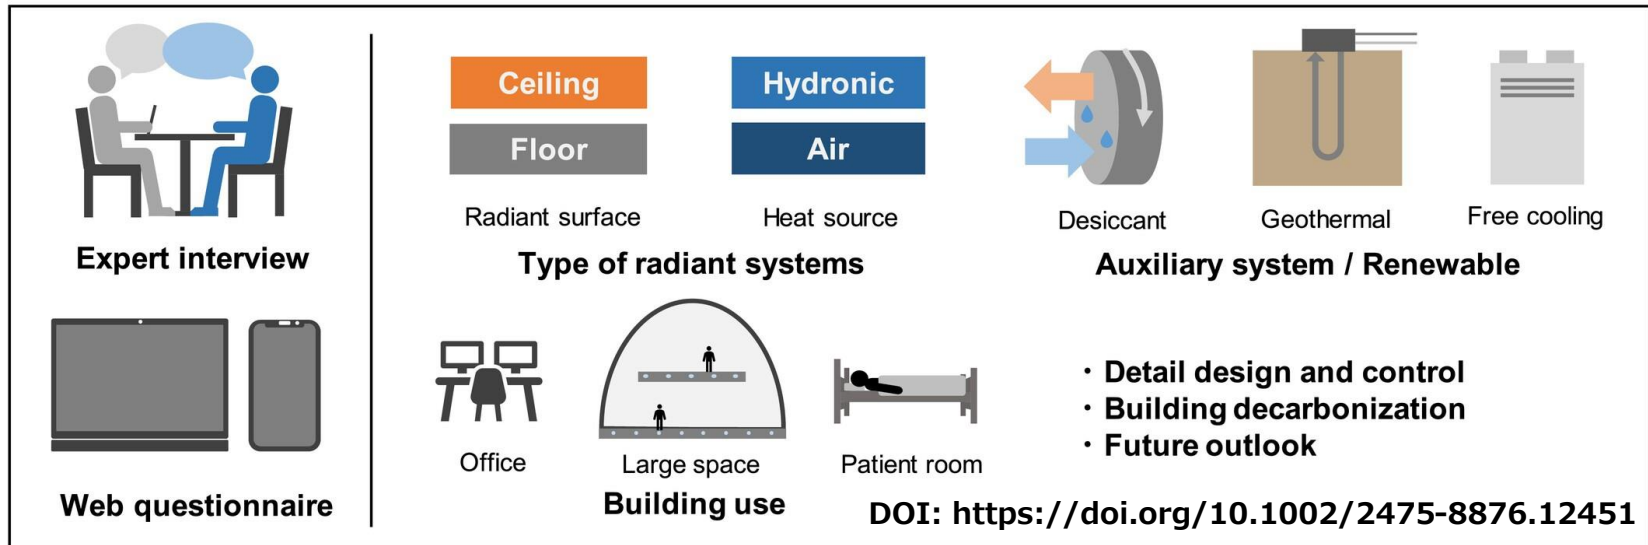 Expert interview
Web questionnaire
Ceiling
Floor
Radiant surface
Hydronic
Air
Heat source
Type of radiant systems
Desiccant
Geothermal
Free cooling
Auxiliary system / Renewable
Office
Large space
Patient room
Building use
・Detail design and control
・Building decarbonization
・Future outlook
DOI: https://doi.org/10.1002/2475-8876.12451